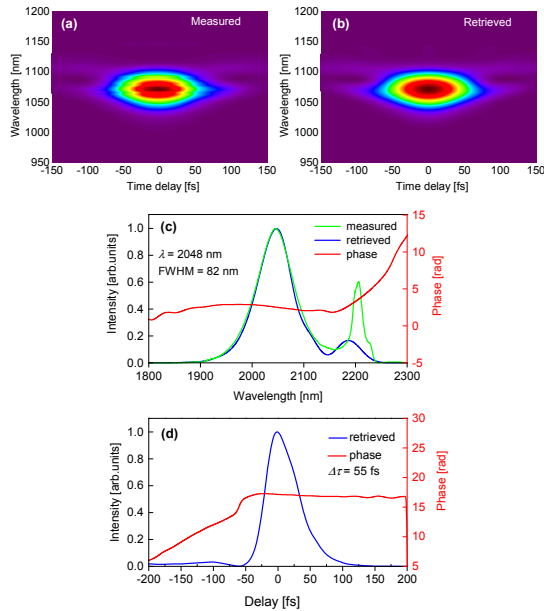 (a) Measured
1200
1150
1100
1050
1000
950
Wavelength [nm]
-150 -100 -50 0 50 100 150
Time delay [fs]
(b) Retrieved
1200
1150
1100
1050
1000
950
Wavelength [nm]
-150 -100 -50 0 50 100 150
Time delay [fs]
(c)
measured
retrieved
phase
λ = 2048 nm
FWHM = 82 nm
1.0
0.8
0.6
0.4
0.2
0.0
Intensity [arb.units]
15
10
5
0
-5
Phase [rad]
1800 1900 2000 2100 2200 2300
Wavelength [nm]
(d)
retrieved
phase
Δτ = 55 fs
1.0
0.8
0.6
0.4
0.2
0.0
Intensity [arb.units]
30
25
20
15
10
5
Phase [rad]
-200 -150 -100 -50 0 50 100 150 200
Delay [fs]